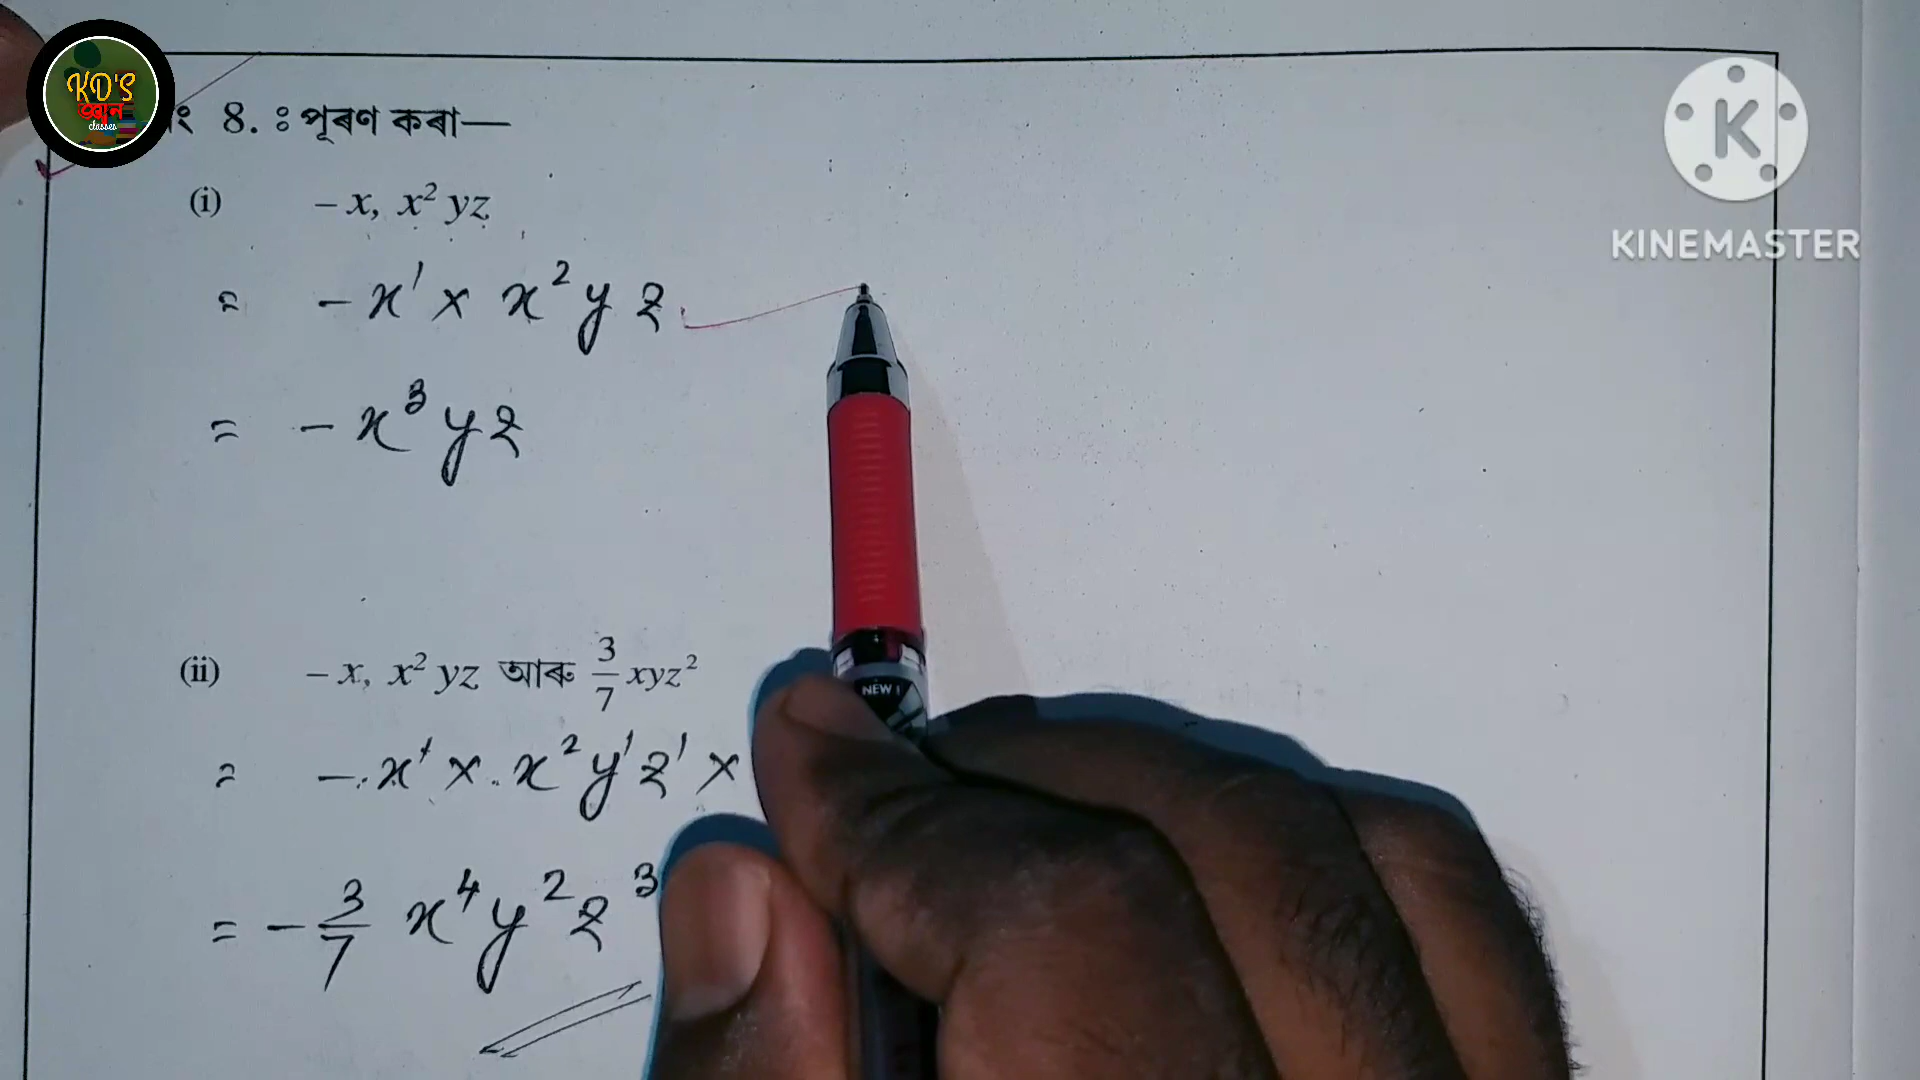 KD'S
জ্ঞান
classes
8. ঃ পূৰণ কৰা—
K
KINEMASTER
(i) – x, x² yz
= – x¹ × x² y z
= – x³ y z
(ii) – x, x² yz আৰু 3/7 xyz²
= – x¹ × x² y¹ z¹ ×
= – 3/7 x⁴ y² z³
NEW !